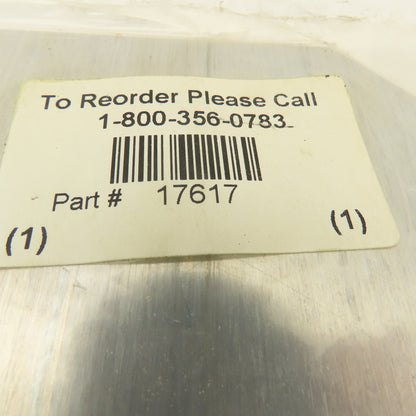 To Reorder Please Call
1-800-356-0783
Part # 17617
(1) (1)